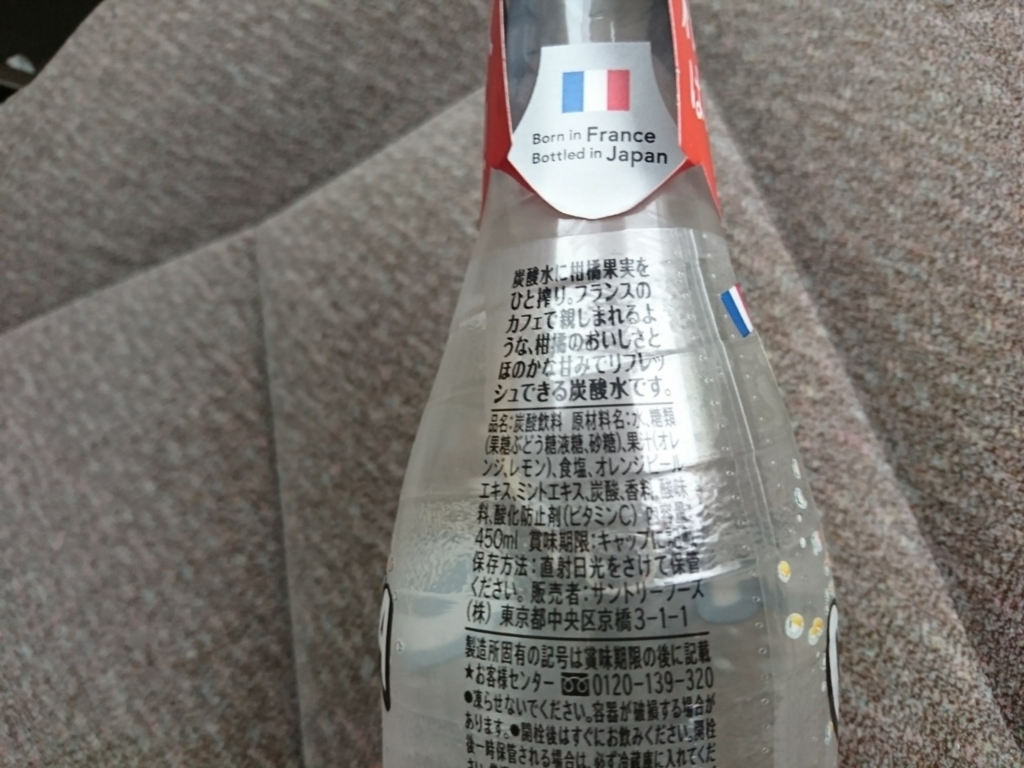 Born in France
Bottled in Japan
は
炭酸水に柑橘果実を
ひと搾り。フランスの
カフェで親しまれるよ
うな、柑橘のおいしさと
ほのかな甘みでリフレッ
シュできる炭酸水です。
品名:炭酸飲料 原材料名:水、糖類
(果糖ぶどう糖液糖、砂糖)、果汁(オレ
ンジ、レモン)、食塩、オレンジピール
エキス、ミントエキス、炭酸、香料、酸味
料、酸化防止剤(ビタミンC) 内容量:
450ml 賞味期限:キャップに
保存方法:直射日光をさけて保管
ください。 販売者:サントリーフーズ
(株) 東京都中央区京橋3-1-1
製造所固有の記号は賞味期限の後に記載
★お客様センター 0120-139-320
●凍らせないでください。容器が破損する場合が
あります。●開栓後はすぐにお飲みください。開栓
後一時保管される場合は、必ず冷蔵庫に入れてくだ